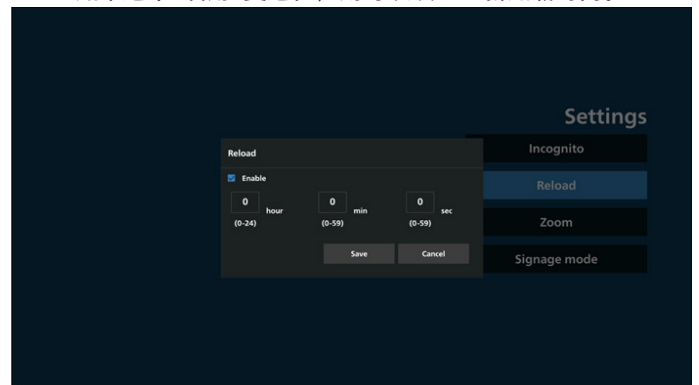 Settings
Incognito
Reload
Zoom
Signage mode
Reload
Enable
0 hour 0 min 0 sec
(0-24) (0-59) (0-59)
Save Cancel